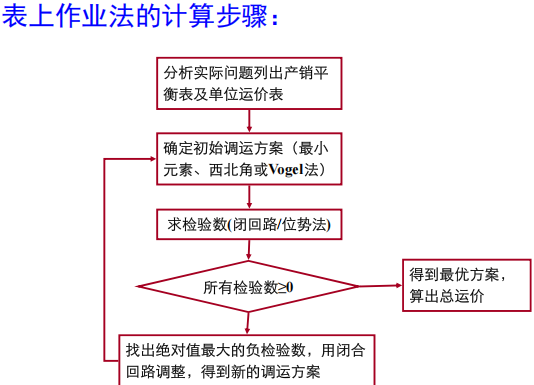 表上作业法的计算步骤：
分析实际问题列出产销平
衡表及单位运价表
确定初始调运方案（最小
元素、西北角或Vogel法）
求检验数(闭回路/位势法)
所有检验数≥0
得到最优方案，
算出总运价
找出绝对值最大的负检验数，用闭合
回路调整，得到新的调运方案